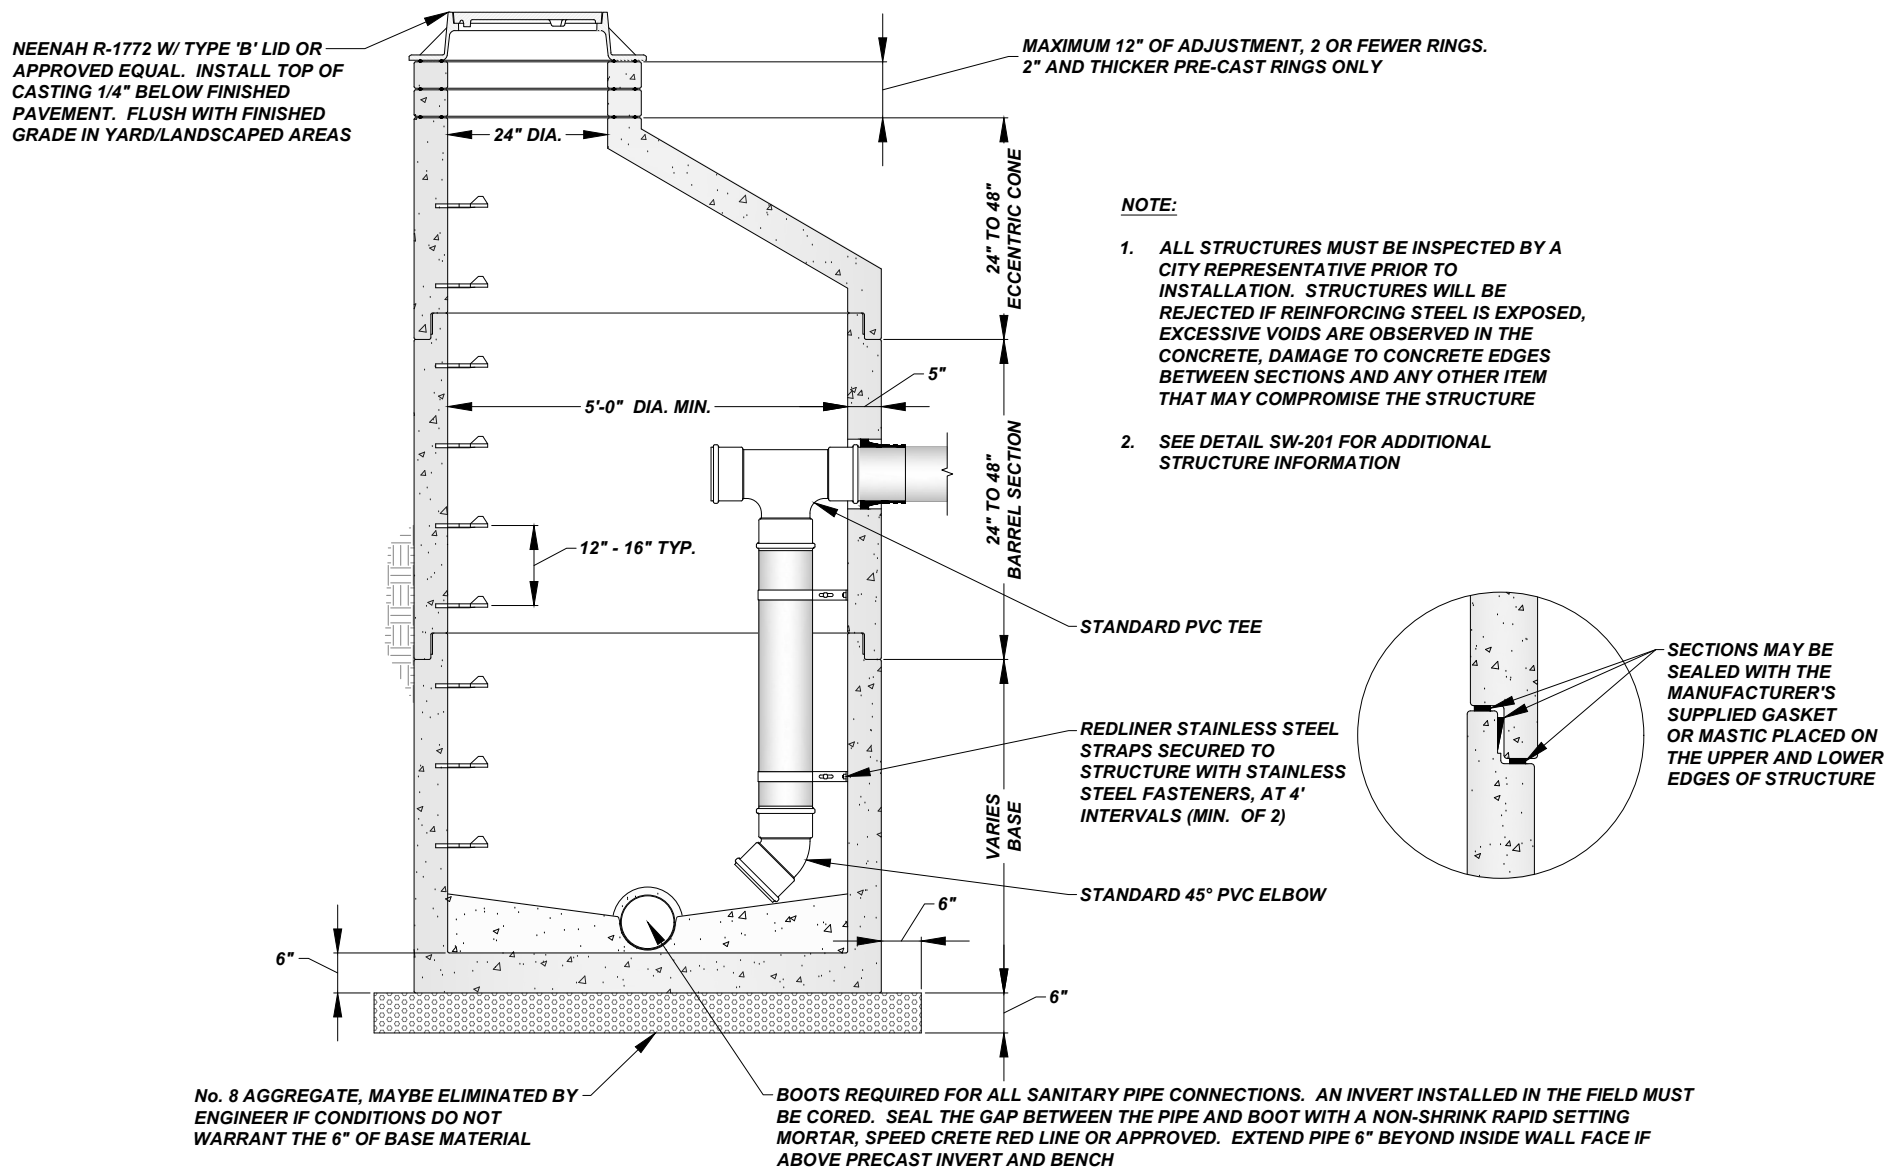 NEENAH R-1772 W/ TYPE 'B' LID OR
APPROVED EQUAL. INSTALL TOP OF
CASTING 1/4" BELOW FINISHED
PAVEMENT. FLUSH WITH FINISHED
GRADE IN YARD/LANDSCAPED AREAS
MAXIMUM 12" OF ADJUSTMENT, 2 OR FEWER RINGS.
2" AND THICKER PRE-CAST RINGS ONLY
24" DIA.
24" TO 48"
ECCENTRIC CONE
NOTE:
1. ALL STRUCTURES MUST BE INSPECTED BY A
CITY REPRESENTATIVE PRIOR TO
INSTALLATION. STRUCTURES WILL BE
REJECTED IF REINFORCING STEEL IS EXPOSED,
EXCESSIVE VOIDS ARE OBSERVED IN THE
CONCRETE, DAMAGE TO CONCRETE EDGES
BETWEEN SECTIONS AND ANY OTHER ITEM
THAT MAY COMPROMISE THE STRUCTURE
2. SEE DETAIL SW-201 FOR ADDITIONAL
STRUCTURE INFORMATION
5"
5'-0" DIA. MIN.
24" TO 48"
BARREL SECTION
12" - 16" TYP.
STANDARD PVC TEE
SECTIONS MAY BE
SEALED WITH THE
MANUFACTURER'S
SUPPLIED GASKET
OR MASTIC PLACED ON
THE UPPER AND LOWER
EDGES OF STRUCTURE
REDLINER STAINLESS STEEL
STRAPS SECURED TO
STRUCTURE WITH STAINLESS
STEEL FASTENERS, AT 4'
INTERVALS (MIN. OF 2)
VARIES
BASE
STANDARD 45° PVC ELBOW
6"
6"
6"
No. 8 AGGREGATE, MAYBE ELIMINATED BY
ENGINEER IF CONDITIONS DO NOT
WARRANT THE 6" OF BASE MATERIAL
BOOTS REQUIRED FOR ALL SANITARY PIPE CONNECTIONS. AN INVERT INSTALLED IN THE FIELD MUST
BE CORED. SEAL THE GAP BETWEEN THE PIPE AND BOOT WITH A NON-SHRINK RAPID SETTING
MORTAR, SPEED CRETE RED LINE OR APPROVED. EXTEND PIPE 6" BEYOND INSIDE WALL FACE IF
ABOVE PRECAST INVERT AND BENCH